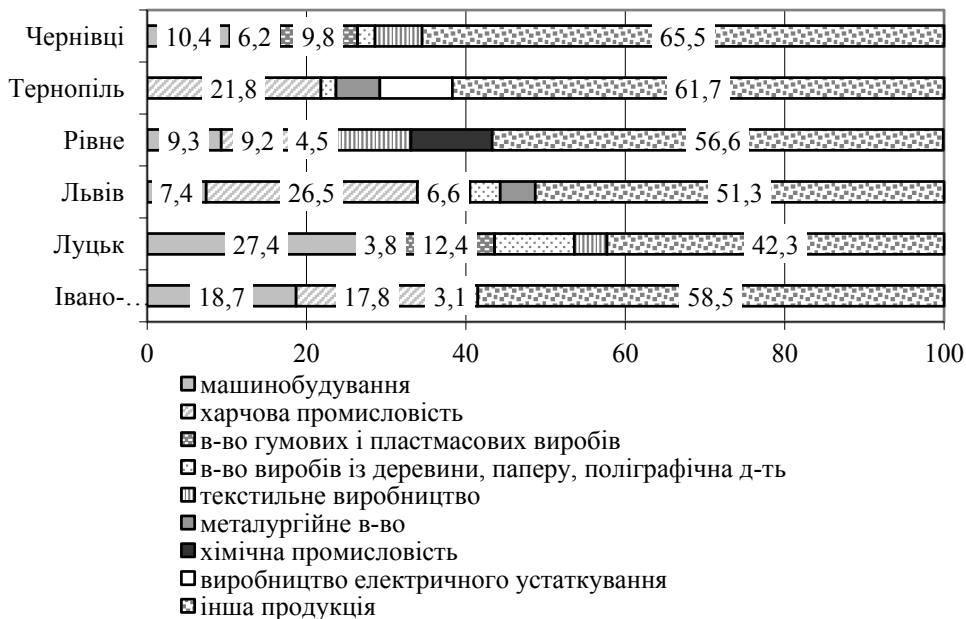 Чернівці 10,4 6,2 9,8 65,5
Тернопіль 21,8 61,7
Рівне 9,3 9,2 4,5 56,6
Львів 7,4 26,5 6,6 51,3
Луцьк 27,4 3,8 12,4 42,3
Івано-… 18,7 17,8 3,1 58,5
0 20 40 60 80 100
машинобудування
харчова промисловість
в-во гумових і пластмасових виробів
в-во виробів із деревини, паперу, поліграфічна д-ть
текстильне виробництво
металургійне в-во
хімічна промисловість
виробництво електричного устаткування
інша продукція